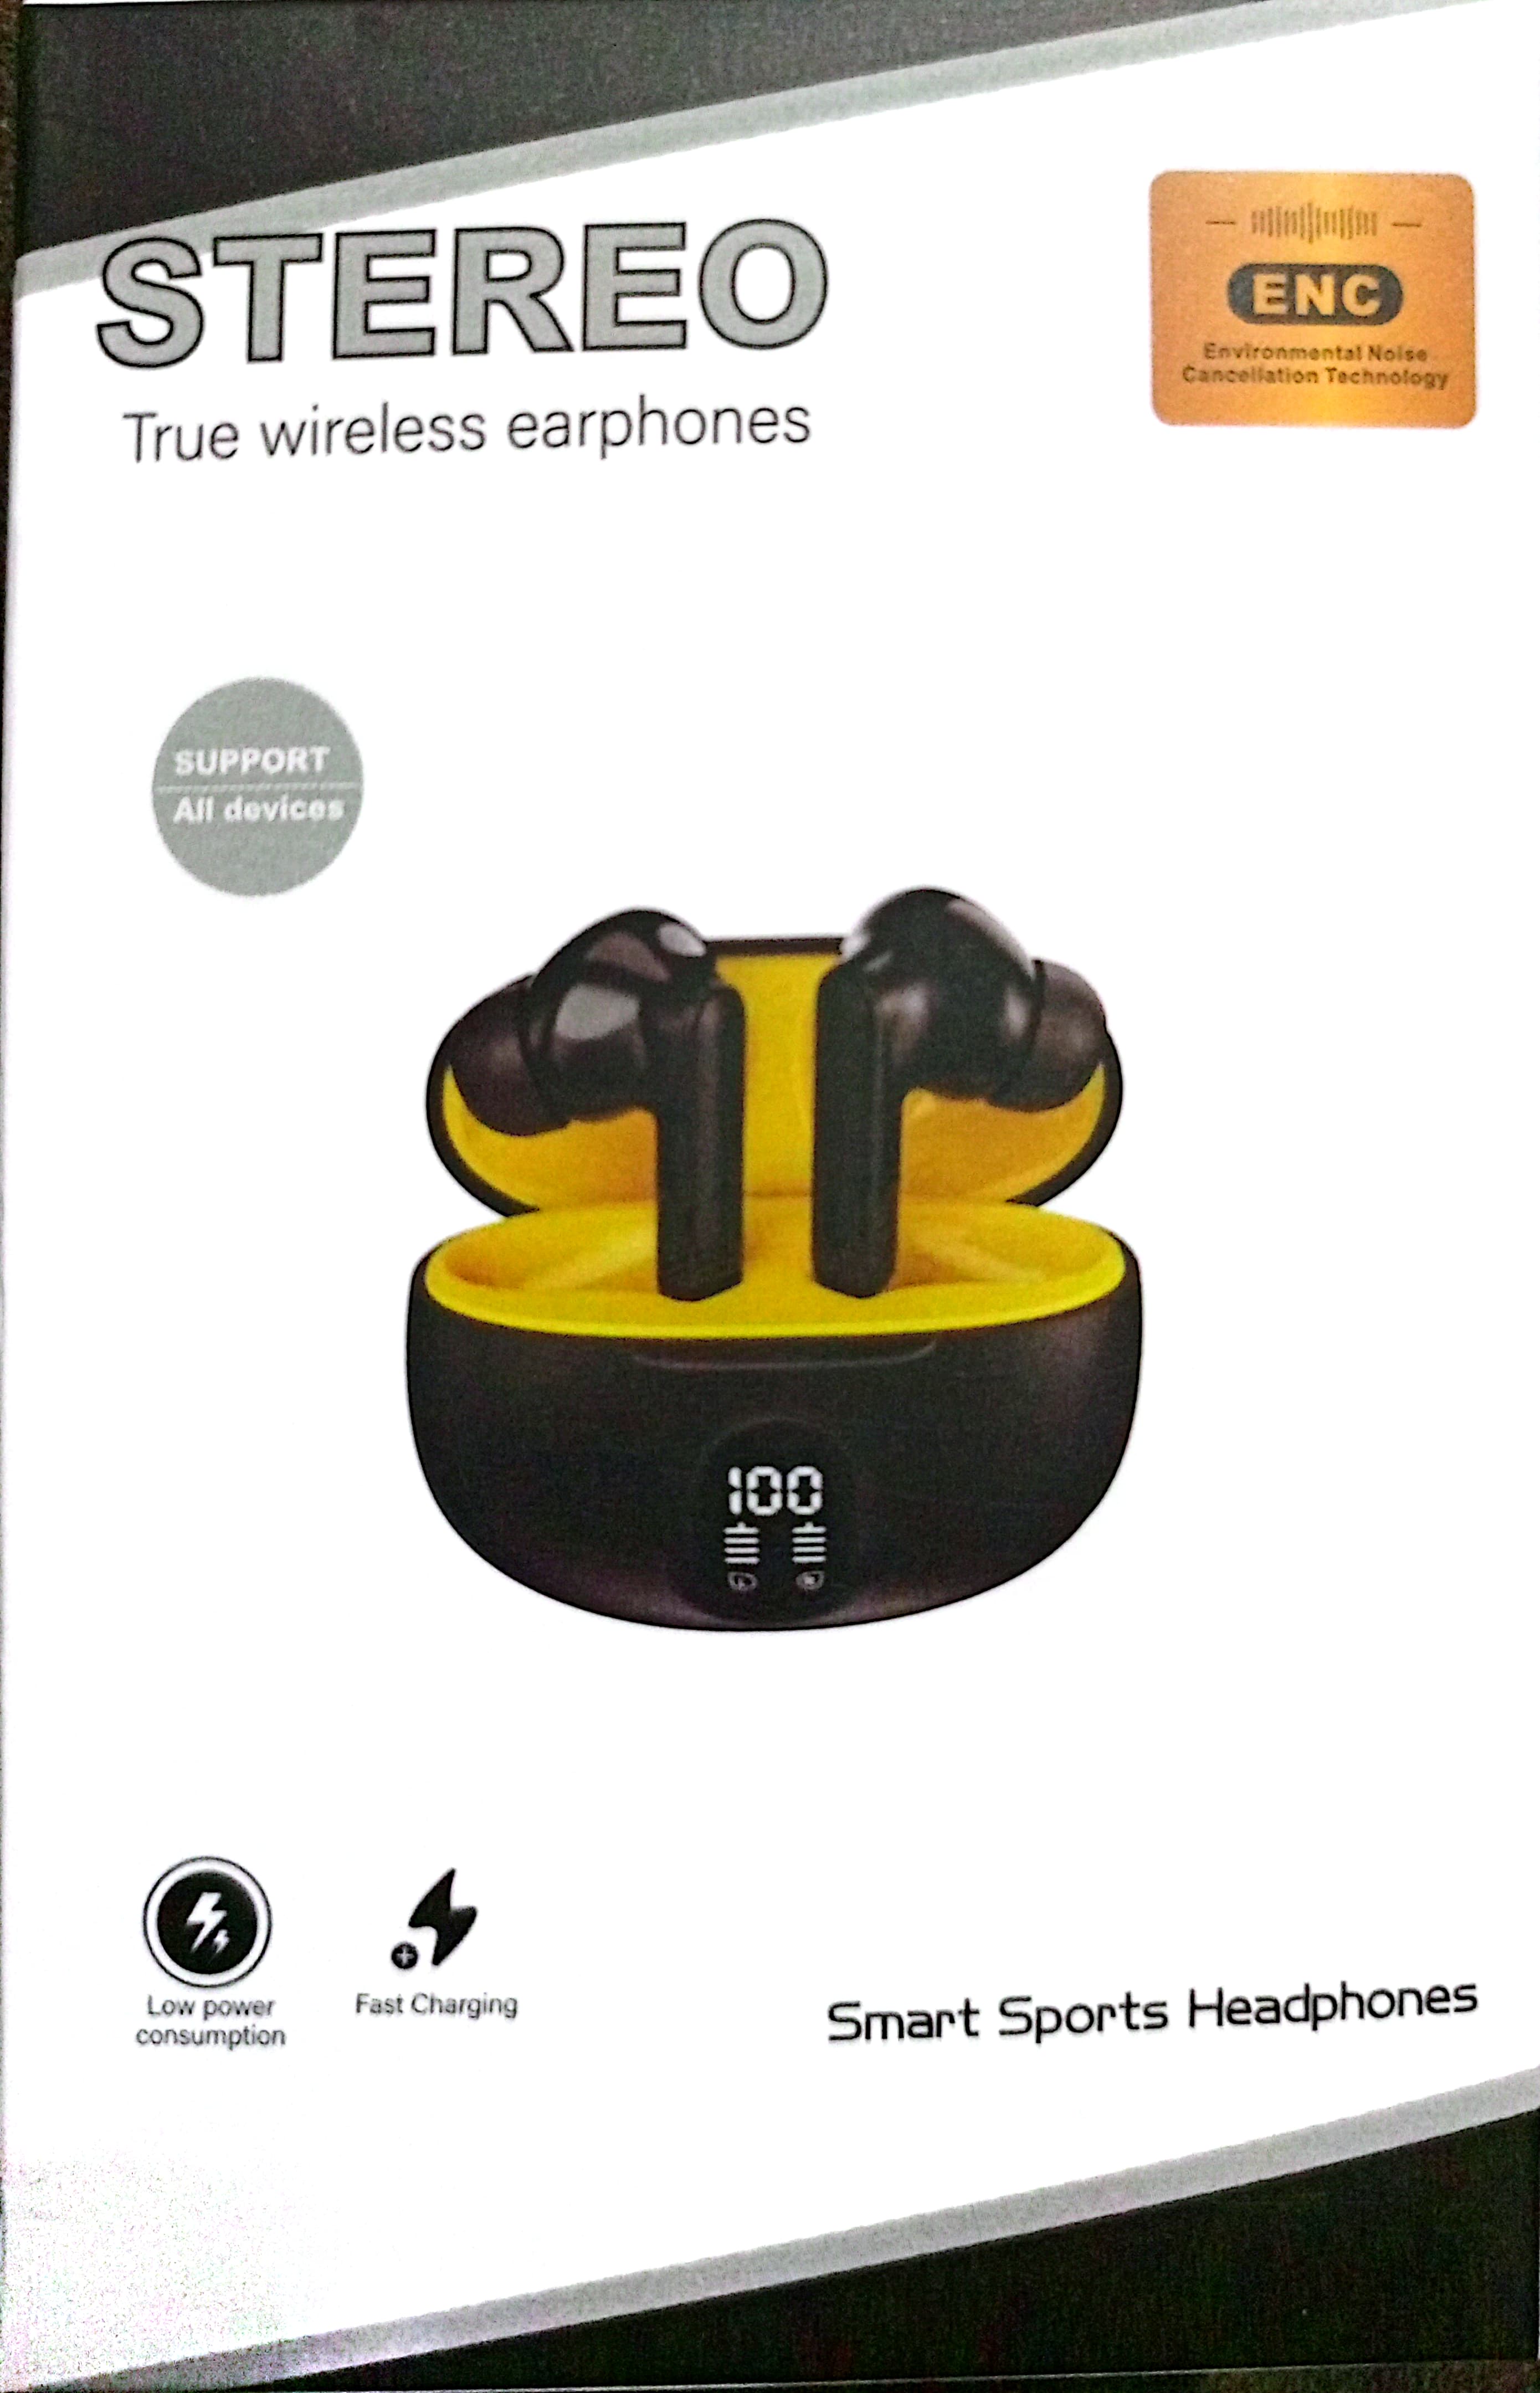 STEREO
True wireless earphones
ENC
Environmental Noise
Cancellation Technology
SUPPORT
All devices
100
Low power
consumption
Fast Charging
Smart Sports Headphones